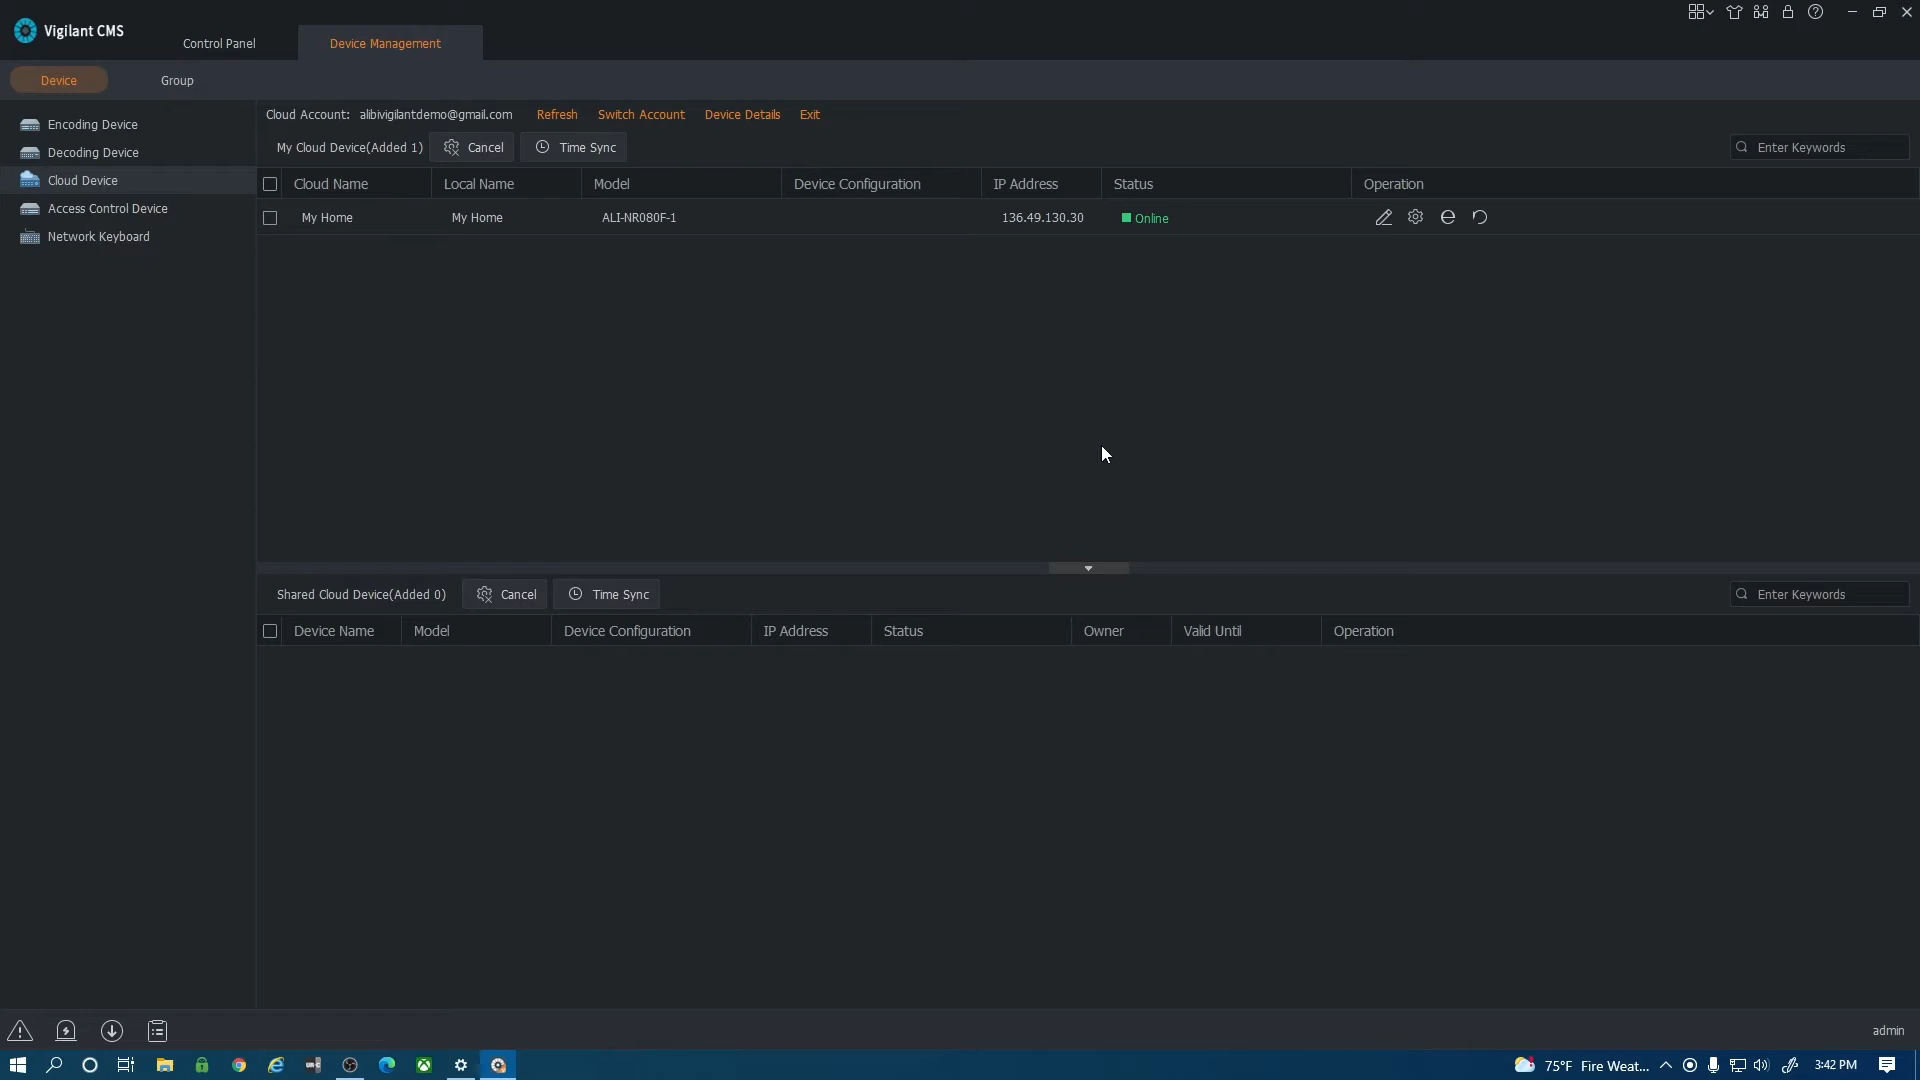 Vigilant CMS
Control Panel
Device Management
Device
Group
Encoding Device
Decoding Device
Cloud Device
Access Control Device
Network Keyboard
Cloud Account: alibivigilantdemo@gmail.com Refresh Switch Account Device Details Exit
My Cloud Device(Added 1) Cancel Time Sync Enter Keywords
Cloud Name Local Name Model Device Configuration IP Address Status Operation
My Home My Home ALI-NR080F-1 136.49.130.30 Online
Shared Cloud Device(Added 0) Cancel Time Sync Enter Keywords
Device Name Model Device Configuration IP Address Status Owner Valid Until Operation
admin
75°F Fire Weat... 3:42 PM